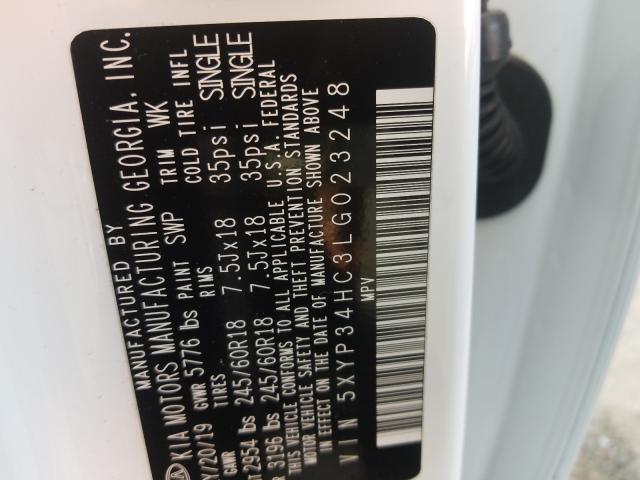 MANUFACTURED BY
KIA MOTORS MANUFACTURING GEORGIA, INC.
Y/20/19 GVWR 5776 lbs PAINT SWP TRIM WK
GAWR TIRES RIMS COLD TIRE INFL
T 2954 lbs 245/60R18 7.5Jx18 35psi SINGLE
3196 lbs 245/60R18 7.5Jx18 35psi SINGLE
THIS VEHICLE CONFORMS TO ALL APPLICABLE U.S.A. FEDERAL
MOTOR VEHICLE SAFETY AND THEFT PREVENTION STANDARDS
IN EFFECT ON THE DATE OF MANUFACTURE SHOWN ABOVE
VIN 5XYP34HC3LG023248
MPV